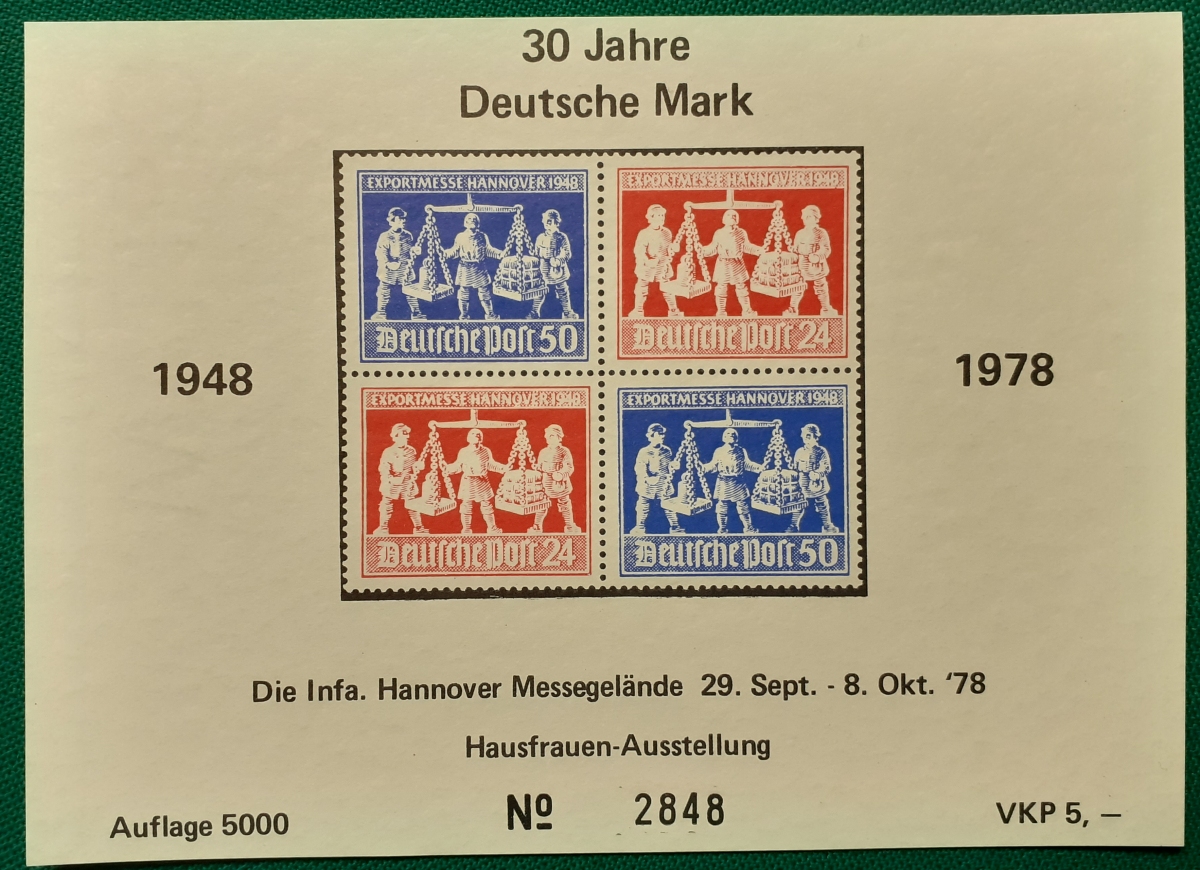 30 Jahre
Deutsche Mark
EXPORTMESSE HANNOVER 1948
Deutsche Post 50
EXPORTMESSE HANNOVER 1948
Deutsche Post 24
1948
1978
EXPORTMESSE HANNOVER 1948
Deutsche Post 24
EXPORTMESSE HANNOVER 1948
Deutsche Post 50
Die Infa. Hannover Messegelände 29. Sept. - 8. Okt. '78
Hausfrauen-Ausstellung
Auflage 5000
Nº 2848
VKP 5, —